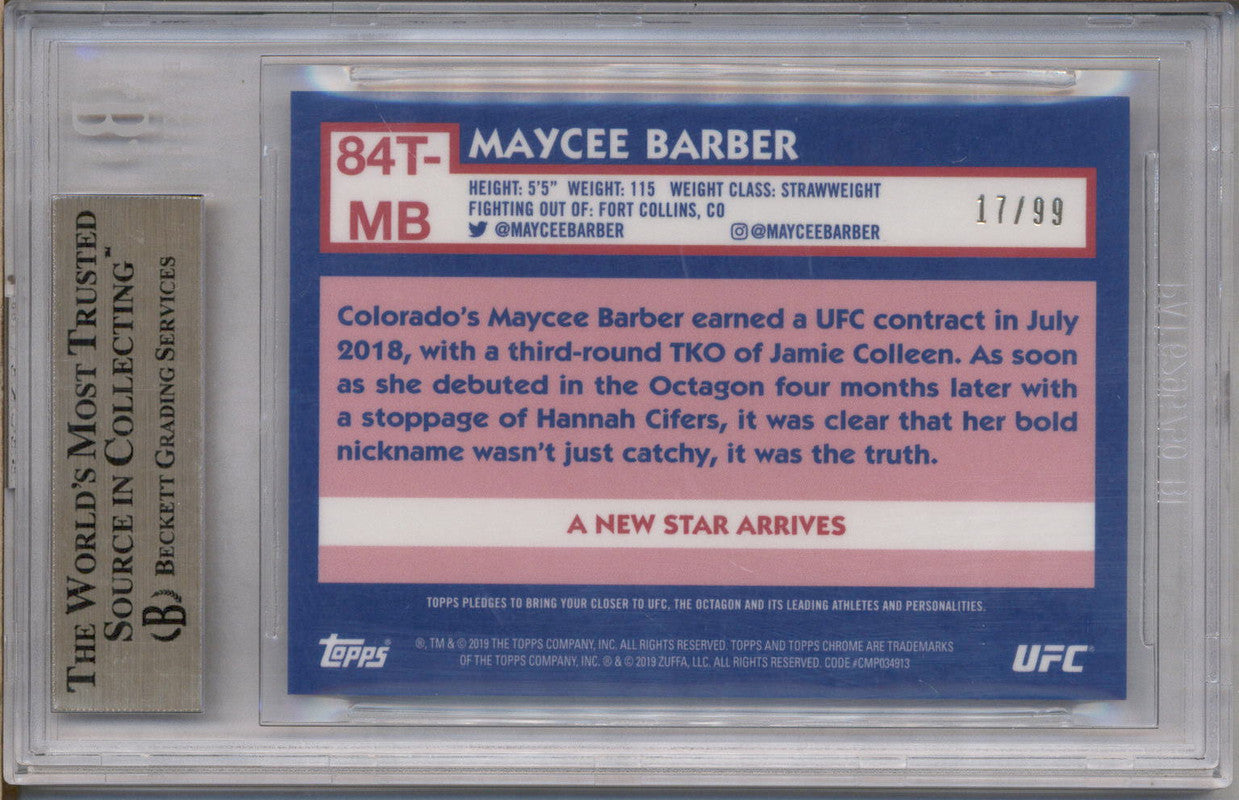 THE WORLD'S MOST TRUSTED
SOURCE IN COLLECTING™
B BECKETT GRADING SERVICES
84T-
MB
MAYCEE BARBER
HEIGHT: 5'5" WEIGHT: 115 WEIGHT CLASS: STRAWWEIGHT
FIGHTING OUT OF: FORT COLLINS, CO
@MAYCEEBARBER @MAYCEEBARBER
17/99
Colorado's Maycee Barber earned a UFC contract in July
2018, with a third-round TKO of Jamie Colleen. As soon
as she debuted in the Octagon four months later with
a stoppage of Hannah Cifers, it was clear that her bold
nickname wasn't just catchy, it was the truth.
A NEW STAR ARRIVES
TOPPS PLEDGES TO BRING YOUR CLOSER TO UFC, THE OCTAGON AND ITS LEADING ATHLETES AND PERSONALITIES.
topps®
®, TM & © 2019 THE TOPPS COMPANY, INC. ALL RIGHTS RESERVED. TOPPS AND TOPPS CHROME ARE TRADEMARKS
OF THE TOPPS COMPANY, INC. ® & © 2019 ZUFFA, LLC. ALL RIGHTS RESERVED. CODE #CMP034913
UFC®